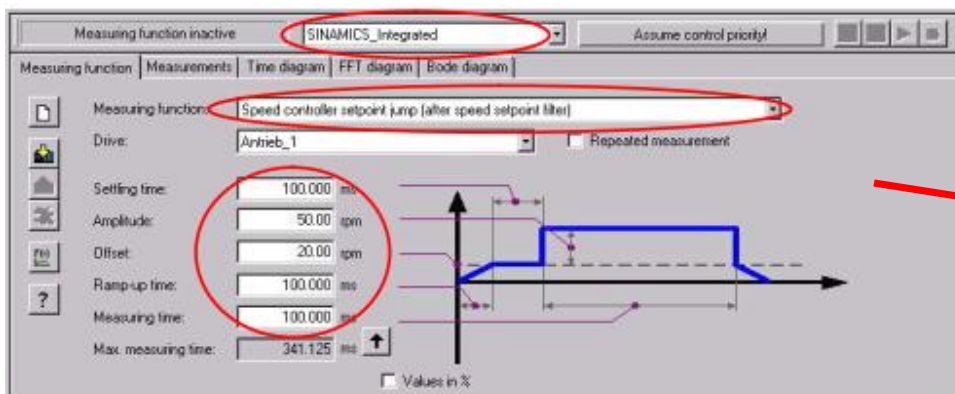 Measuring function inactive SINAMICS_Integrated Assume control priority!
Measuring function Measurements Time diagram FFT diagram Bode diagram
Measuring function: Speed controller setpoint jump (after speed setpoint filter)
Drive: Antrieb_1 Repeated measurement
Settling time: 100.000 ms
Amplitude: 50.00 rpm
Offset: 20.00 rpm
Ramp-up time: 100.000 ms
Measuring time: 100.000 ms
Max. measuring time: 341.125 ms
Values in %
?